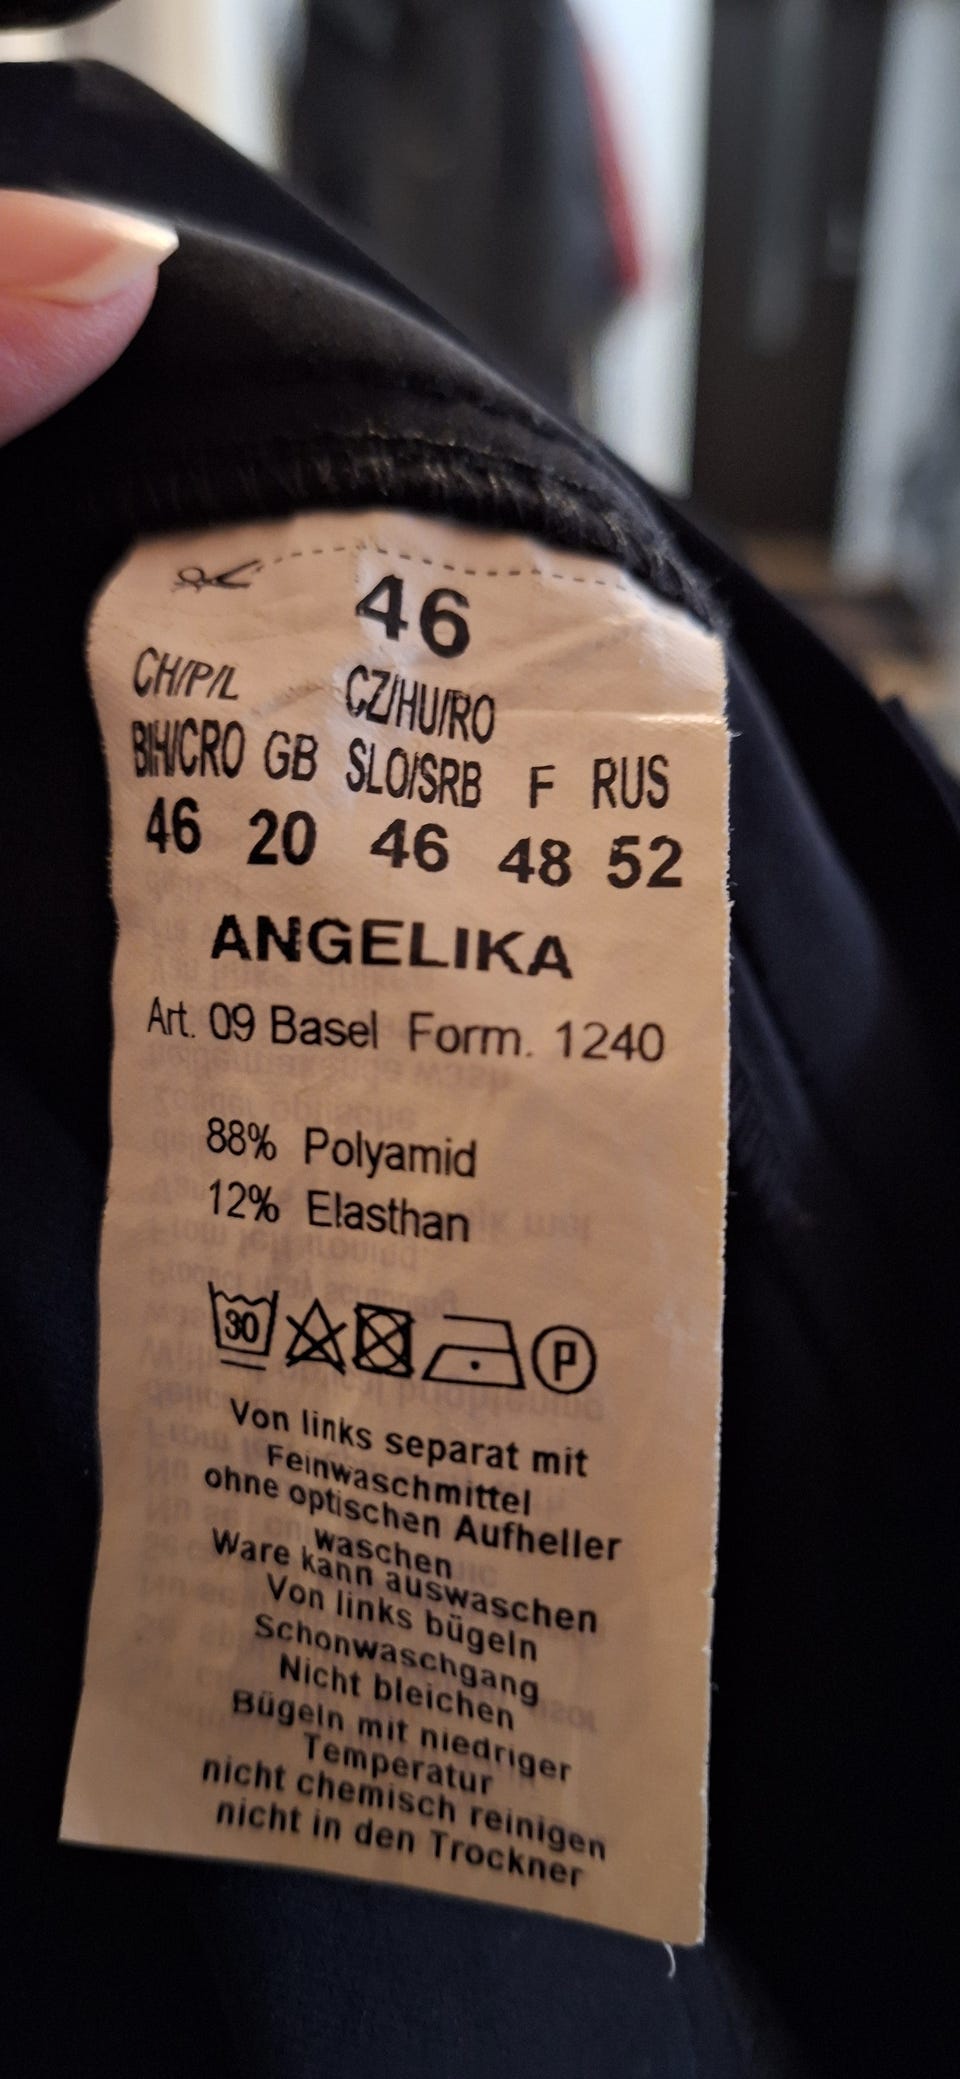 46
CH/P/L CZ/HU/RO
BIH/CRO GB SLO/SRB F RUS
46 20 46 48 52
ANGELIKA
Art. 09 Basel Form. 1240
88% Polyamid
12% Elasthan
30 P
Von links separat mit
Feinwaschmittel
ohne optischen Aufheller
waschen
Ware kann auswaschen
Von links bügeln
Schonwaschgang
Nicht bleichen
Bügeln mit niedriger
Temperatur
nicht chemisch reinigen
nicht in den Trockner